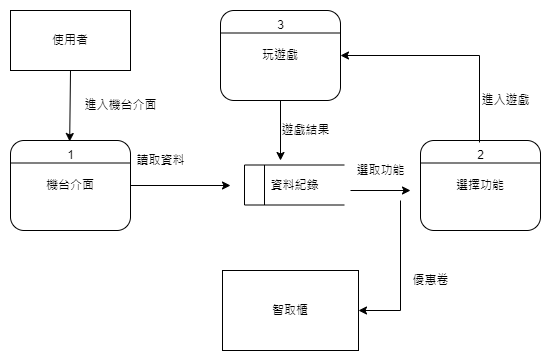 使用者
3
玩遊戲
進入機台介面
進入遊戲
遊戲結果
1
機台介面
讀取資料
資料紀錄
選取功能
2
選擇功能
優惠卷
智取櫃